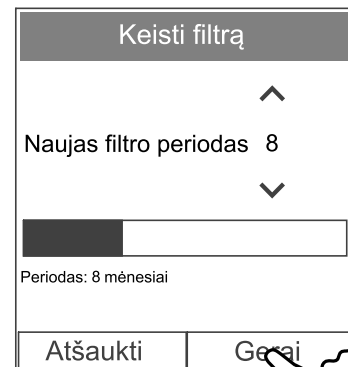 Keisti filtrą
Naujas filtro periodas 8
Periodas: 8 mėnesiai
Atšaukti
Gerai